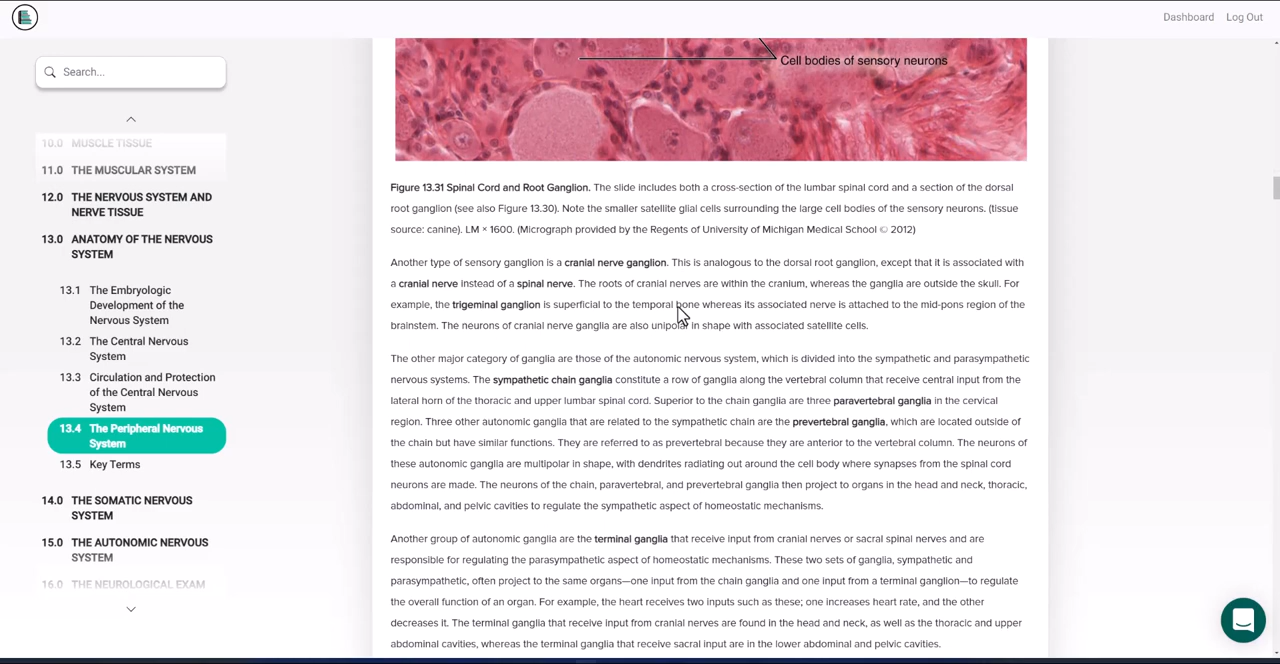 Dashboard Log Out
Search...
10.0 MUSCLE TISSUE
11.0 THE MUSCULAR SYSTEM
12.0 THE NERVOUS SYSTEM AND
NERVE TISSUE
13.0 ANATOMY OF THE NERVOUS
SYSTEM
13.1 The Embryologic
Development of the
Nervous System
13.2 The Central Nervous
System
13.3 Circulation and Protection
of the Central Nervous
System
13.4 The Peripheral Nervous
System
13.5 Key Terms
14.0 THE SOMATIC NERVOUS
SYSTEM
15.0 THE AUTONOMIC NERVOUS
SYSTEM
16.0 THE NEUROLOGICAL EXAM
Cell bodies of sensory neurons
Figure 13.31 Spinal Cord and Root Ganglion. The slide includes both a cross-section of the lumbar spinal cord and a section of the dorsal
root ganglion (see also Figure 13.30). Note the smaller satellite glial cells surrounding the large cell bodies of the sensory neurons. (tissue
source: canine). LM × 1600. (Micrograph provided by the Regents of University of Michigan Medical School © 2012)
Another type of sensory ganglion is a cranial nerve ganglion. This is analogous to the dorsal root ganglion, except that it is associated with
a cranial nerve instead of a spinal nerve. The roots of cranial nerves are within the cranium, whereas the ganglia are outside the skull. For
example, the trigeminal ganglion is superficial to the temporal bone whereas its associated nerve is attached to the mid-pons region of the
brainstem. The neurons of cranial nerve ganglia are also unipolar in shape with associated satellite cells.
The other major category of ganglia are those of the autonomic nervous system, which is divided into the sympathetic and parasympathetic
nervous systems. The sympathetic chain ganglia constitute a row of ganglia along the vertebral column that receive central input from the
lateral horn of the thoracic and upper lumbar spinal cord. Superior to the chain ganglia are three paravertebral ganglia in the cervical
region. Three other autonomic ganglia that are related to the sympathetic chain are the prevertebral ganglia, which are located outside of
the chain but have similar functions. They are referred to as prevertebral because they are anterior to the vertebral column. The neurons of
these autonomic ganglia are multipolar in shape, with dendrites radiating out around the cell body where synapses from the spinal cord
neurons are made. The neurons of the chain, paravertebral, and prevertebral ganglia then project to organs in the head and neck, thoracic,
abdominal, and pelvic cavities to regulate the sympathetic aspect of homeostatic mechanisms.
Another group of autonomic ganglia are the terminal ganglia that receive input from cranial nerves or sacral spinal nerves and are
responsible for regulating the parasympathetic aspect of homeostatic mechanisms. These two sets of ganglia, sympathetic and
parasympathetic, often project to the same organs—one input from the chain ganglia and one input from a terminal ganglion—to regulate
the overall function of an organ. For example, the heart receives two inputs such as these; one increases heart rate, and the other
decreases it. The terminal ganglia that receive input from cranial nerves are found in the head and neck, as well as the thoracic and upper
abdominal cavities, whereas the terminal ganglia that receive sacral input are in the lower abdominal and pelvic cavities.